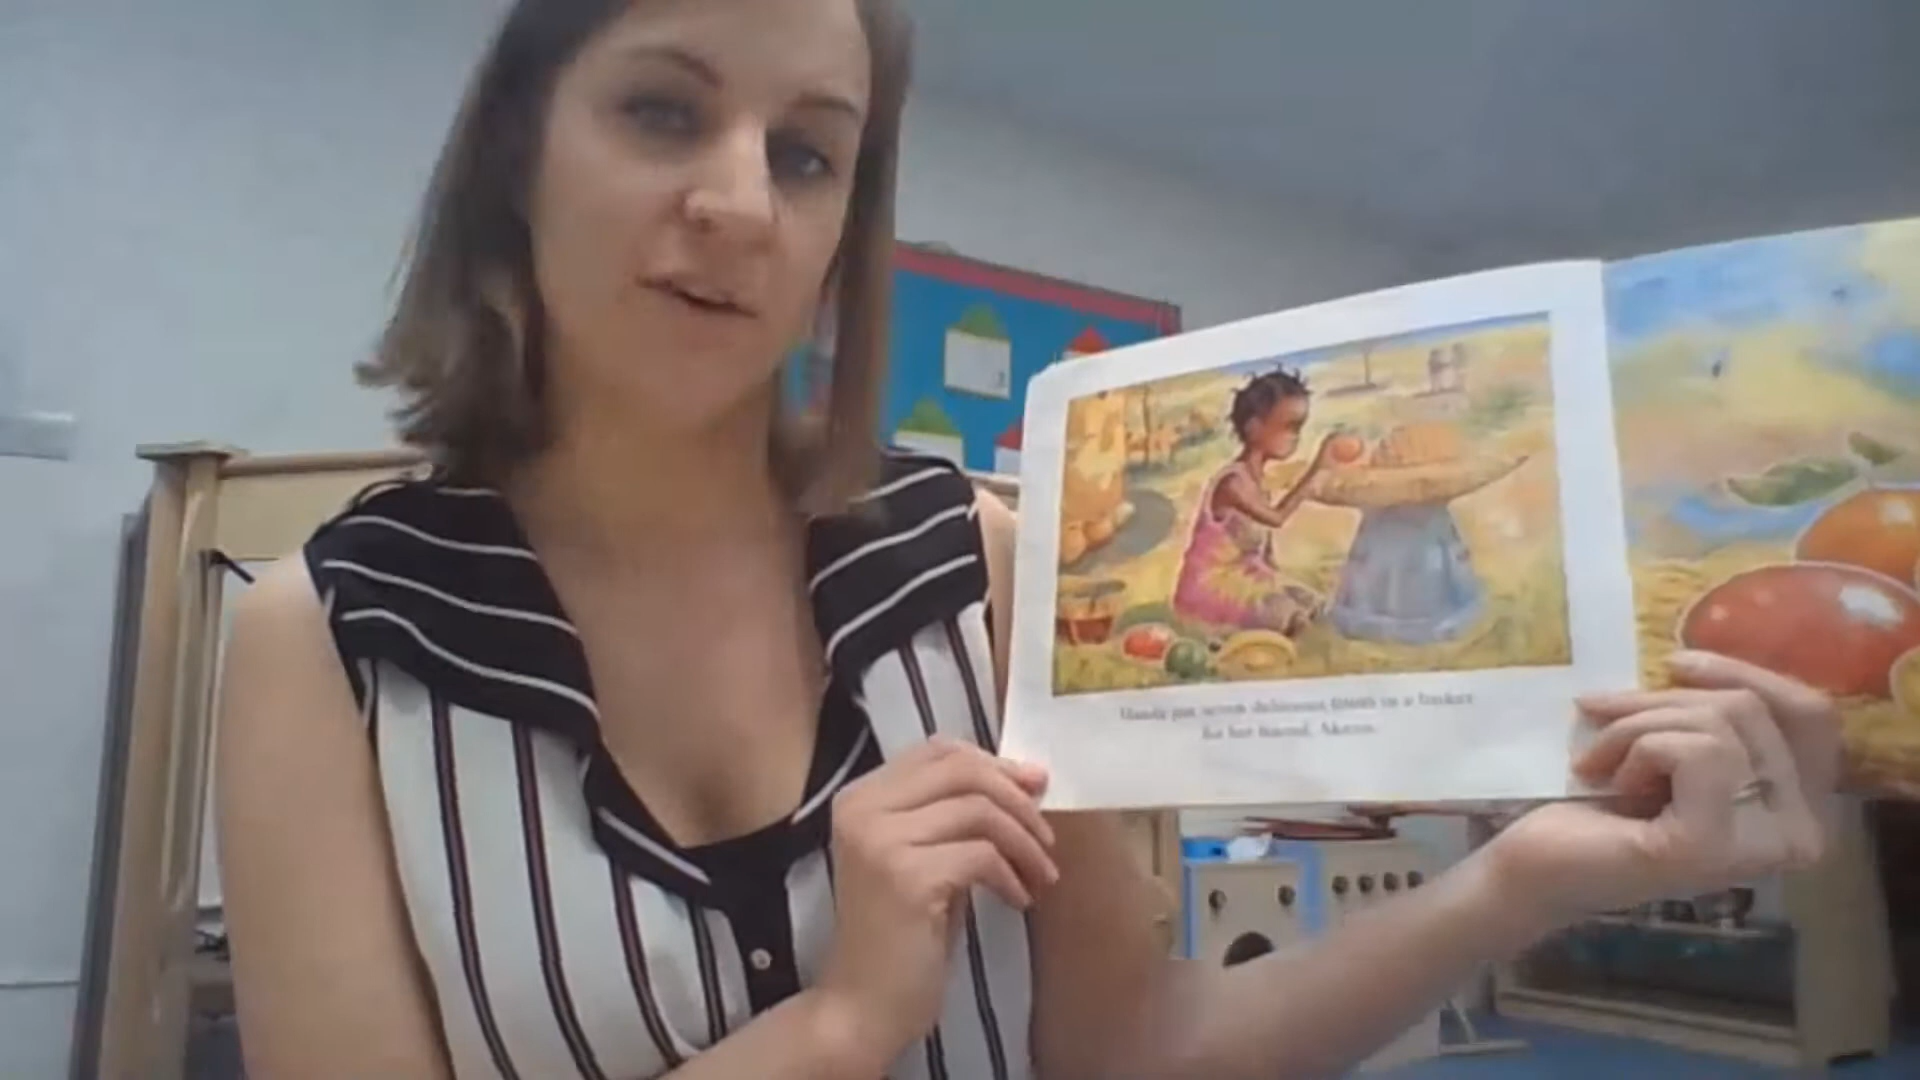 Handa put seven delicious fruits in a basket
for her friend, Akeyo.